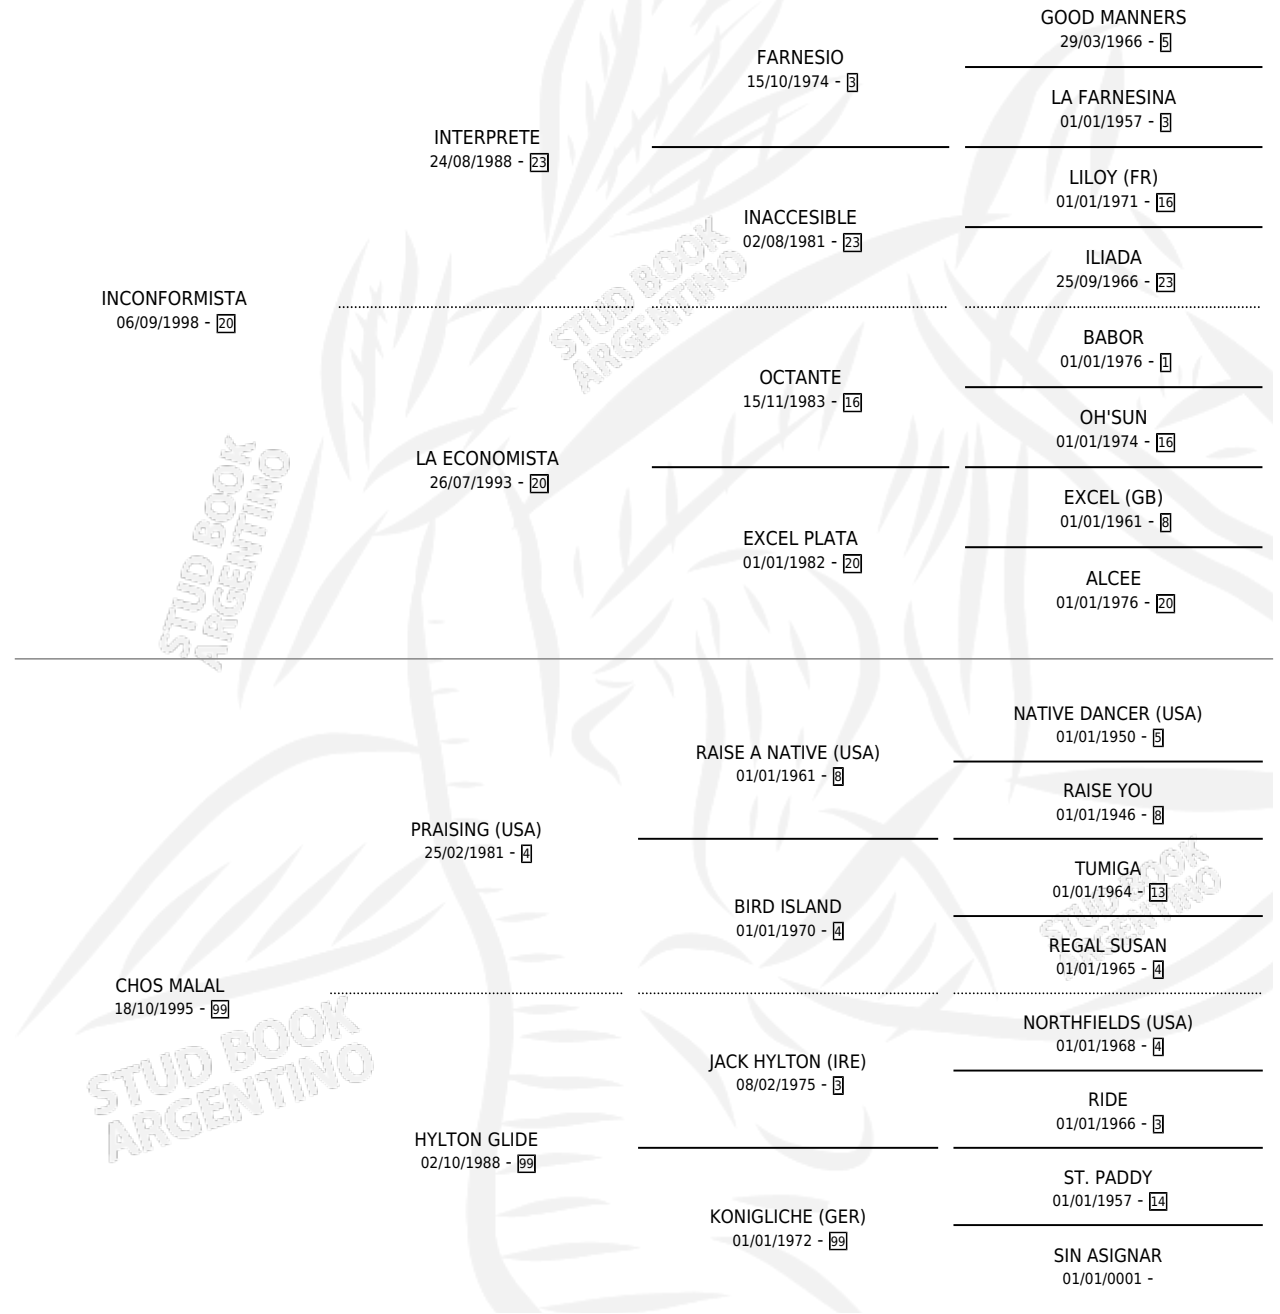 GOOD MANNERS
29/03/1966 - 5
FARNESIO
15/10/1974 - 3
LA FARNESINA
01/01/1957 - 3
INTERPRETE
24/08/1988 - 23
LILOY (FR)
01/01/1971 - 16
INACCESIBLE
02/08/1981 - 23
ILIADA
25/09/1966 - 23
INCONFORMISTA
06/09/1998 - 20
STUD BOOK
ARGENTINO
BABOR
01/01/1976 - 1
OCTANTE
15/11/1983 - 16
OH'SUN
01/01/1974 - 16
LA ECONOMISTA
26/07/1993 - 20
EXCEL (GB)
01/01/1961 - 8
EXCEL PLATA
01/01/1982 - 20
ALCEE
01/01/1976 - 20
STUD BOOK
ARGENTINO
NATIVE DANCER (USA)
01/01/1950 - 5
RAISE A NATIVE (USA)
01/01/1961 - 8
RAISE YOU
01/01/1946 - 8
PRAISING (USA)
25/02/1981 - 4
TUMIGA
01/01/1964 - 13
BIRD ISLAND
01/01/1970 - 4
STUD BOOK
ARGENTINO
REGAL SUSAN
01/01/1965 - 4
CHOS MALAL
18/10/1995 - 99
NORTHFIELDS (USA)
01/01/1968 - 4
JACK HYLTON (IRE)
08/02/1975 - 3
STUD BOOK
ARGENTINO
RIDE
01/01/1966 - 3
HYLTON GLIDE
02/10/1988 - 99
ST. PADDY
01/01/1957 - 14
KONIGLICHE (GER)
01/01/1972 - 99
SIN ASIGNAR
01/01/0001 -